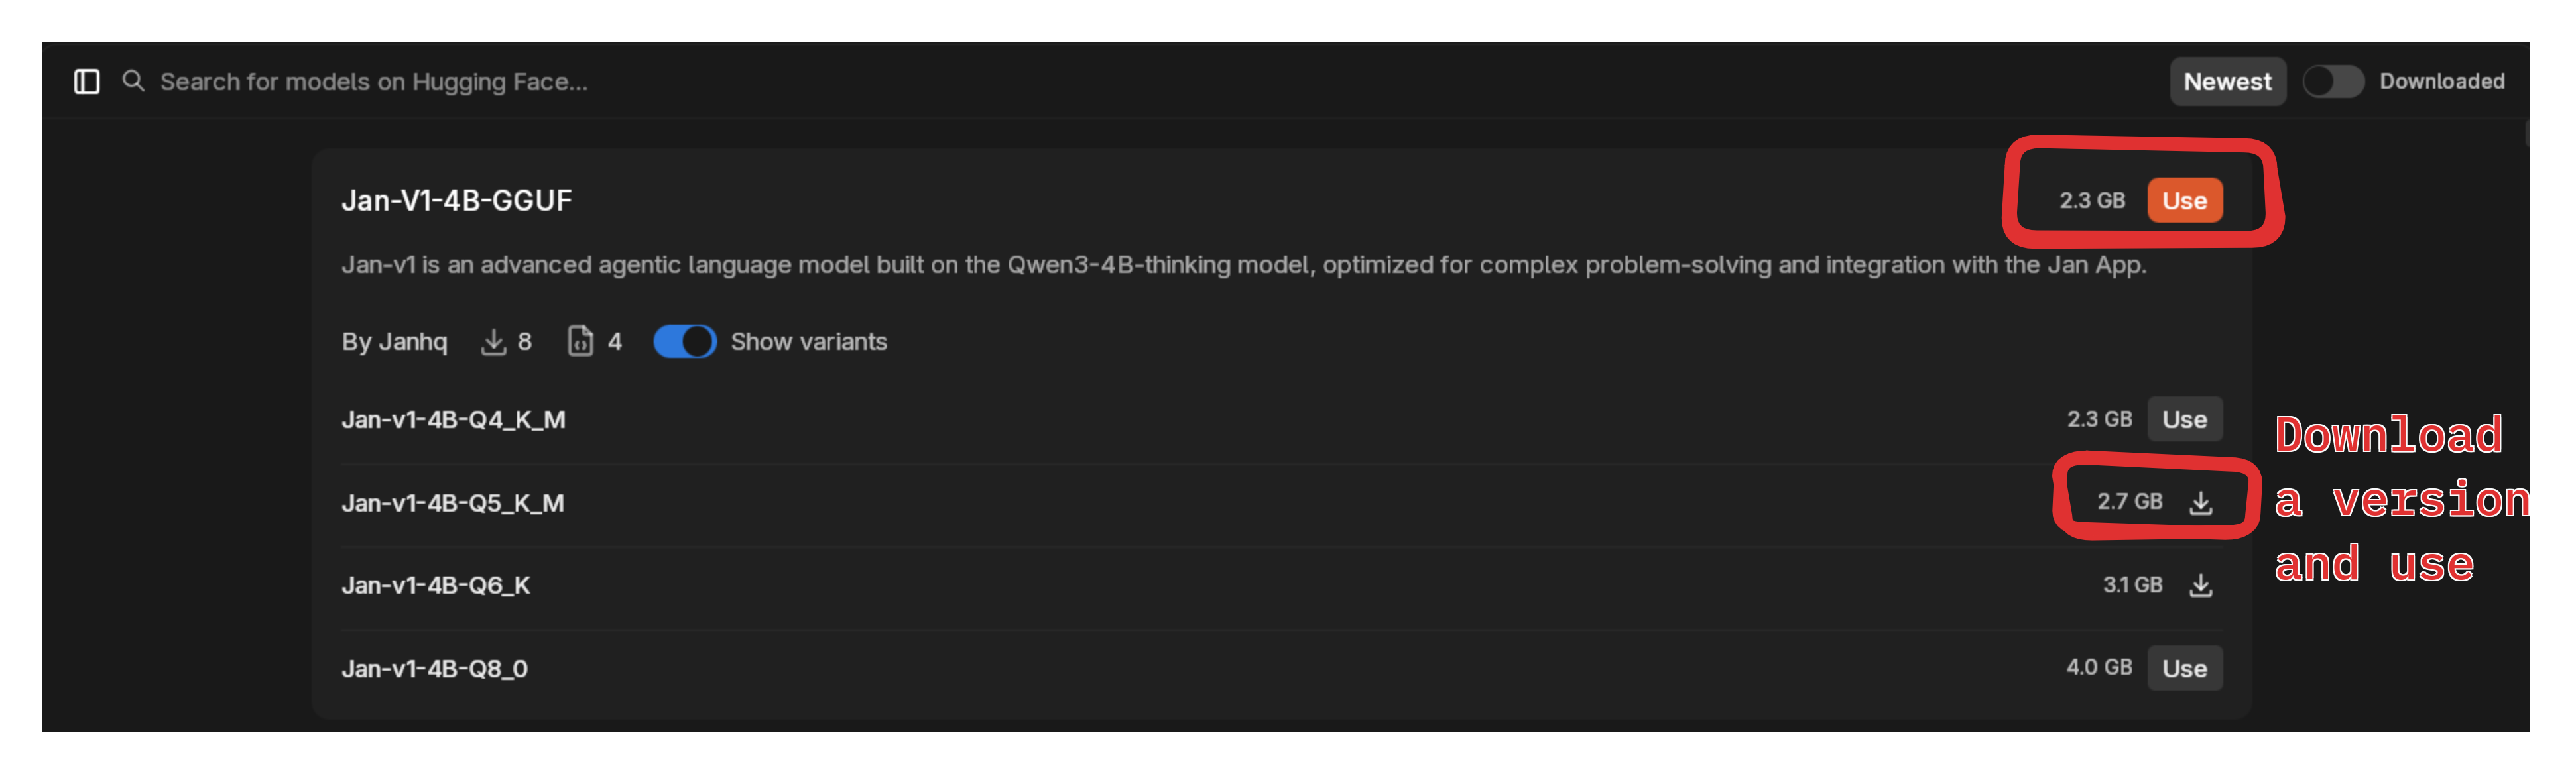 Search for models on Hugging Face...
Newest
Downloaded
Jan-V1-4B-GGUF
2.3 GB
Use
Jan-v1 is an advanced agentic language model built on the Qwen3-4B-thinking model, optimized for complex problem-solving and integration with the Jan App.
By Janhq
8
4
Show variants
Jan-v1-4B-Q4_K_M
2.3 GB
Use
Jan-v1-4B-Q5_K_M
2.7 GB
Jan-v1-4B-Q6_K
3.1 GB
Jan-v1-4B-Q8_0
4.0 GB
Use
Download
a version
and use